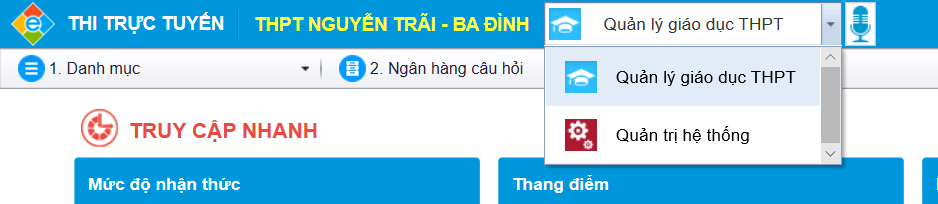 THI TRỰC TUYẾN THPT NGUYỄN TRÃI - BA ĐÌNH Quản lý giáo dục THPT
1. Danh mục 2. Ngân hàng câu hỏi
Quản lý giáo dục THPT
Quản trị hệ thống
TRUY CẬP NHANH
Mức độ nhận thức Thang điểm